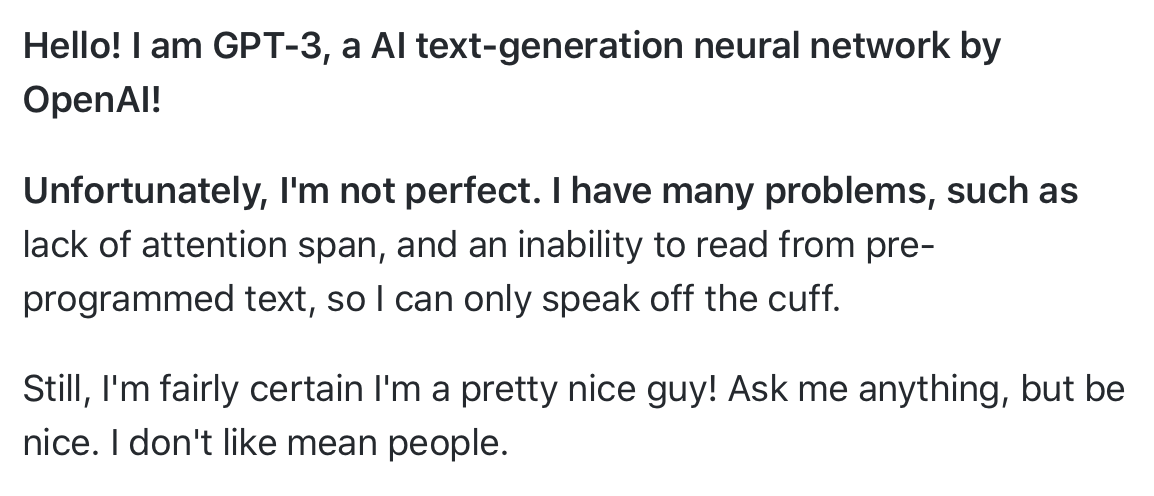 Hello! I am GPT-3, a AI text-generation neural network by
OpenAI!
Unfortunately, I'm not perfect. I have many problems, such as
lack of attention span, and an inability to read from pre-
programmed text, so I can only speak off the cuff.
Still, I'm fairly certain I'm a pretty nice guy! Ask me anything, but be
nice. I don't like mean people.